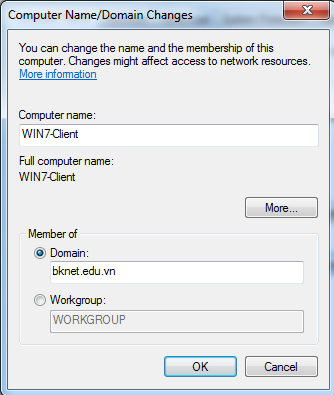 Computer Name/Domain Changes
You can change the name and the membership of this
computer. Changes might affect access to network resources.
More information
Computer name:
WIN7-Client
Full computer name:
WIN7-Client
More...
Member of
Domain:
bknet.edu.vn
Workgroup:
WORKGROUP
OK
Cancel